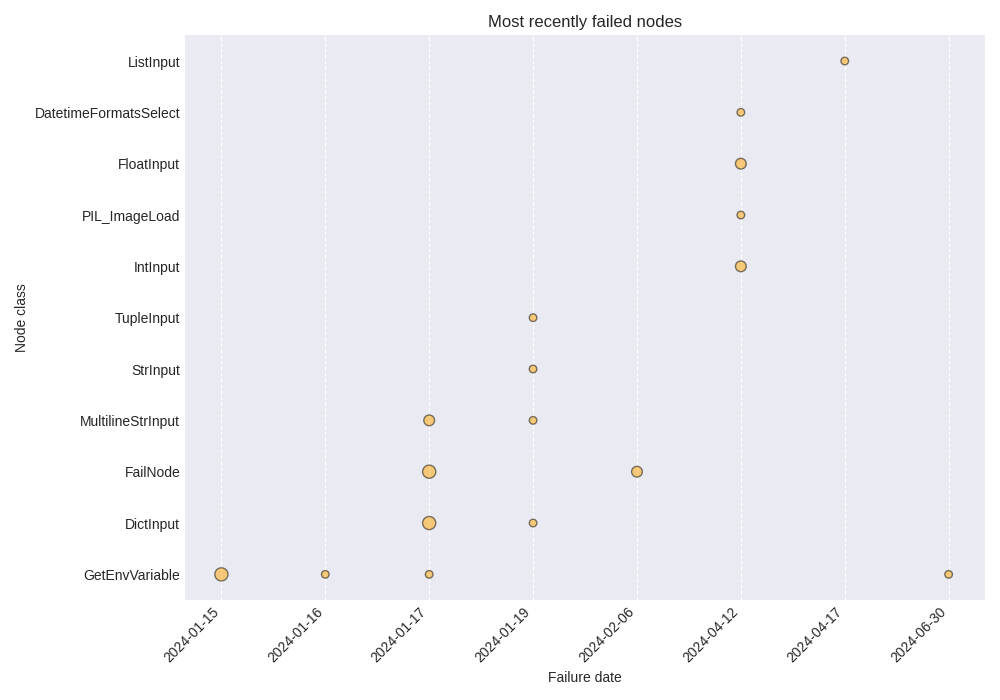 Most recently failed nodes
ListInput
DatetimeFormatsSelect
FloatInput
PIL_ImageLoad
IntInput
TupleInput
StrInput
MultilineStrInput
FailNode
DictInput
GetEnvVariable
Node class
2024-01-15
2024-01-16
2024-01-17
2024-01-19
2024-02-06
2024-04-12
2024-04-17
2024-06-30
Failure date